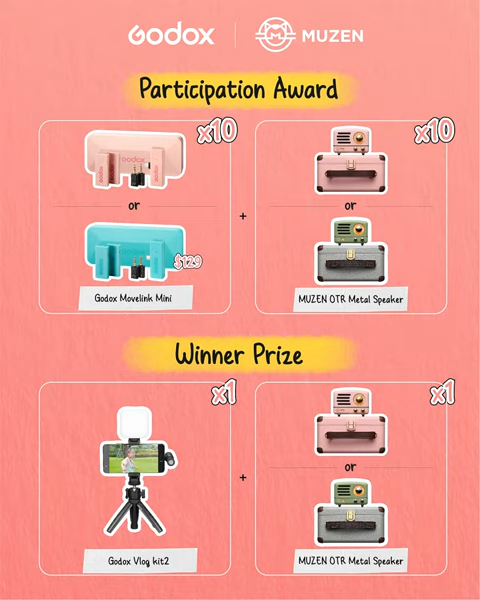 Godox
MUZEN
Participation Award
x10
x10
Godox
or
or
+
$129
Godox Movelink Mini
MUZEN OTR Metal Speaker
Winner Prize
x1
x1
or
+
Godox Vlog kit2
MUZEN OTR Metal Speaker